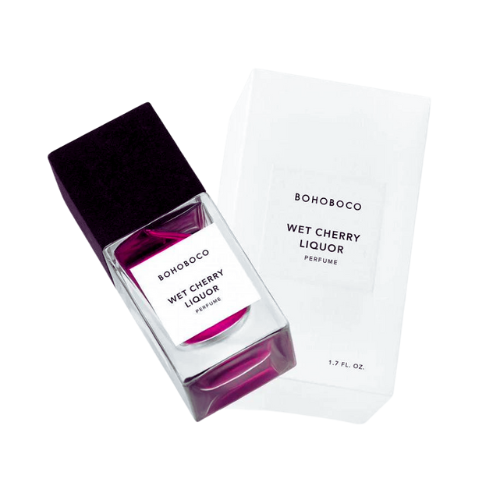 BOHOBOCO
WET CHERRY
LIQUOR
PERFUME
BOHOBOCO
WET CHERRY
LIQUOR
PERFUME
1.7 FL. OZ.